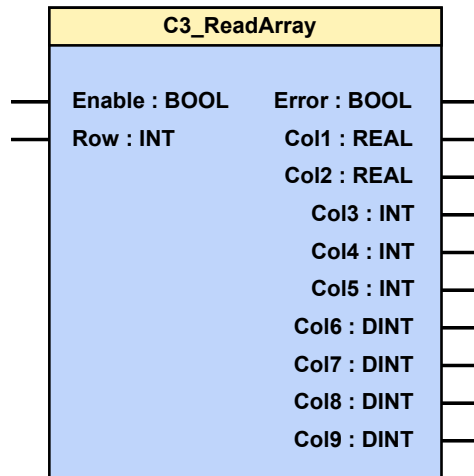 C3_ReadArray
Enable : BOOL Error : BOOL
Row : INT Col1 : REAL
Col2 : REAL
Col3 : INT
Col4 : INT
Col5 : INT
Col6 : DINT
Col7 : DINT
Col8 : DINT
Col9 : DINT